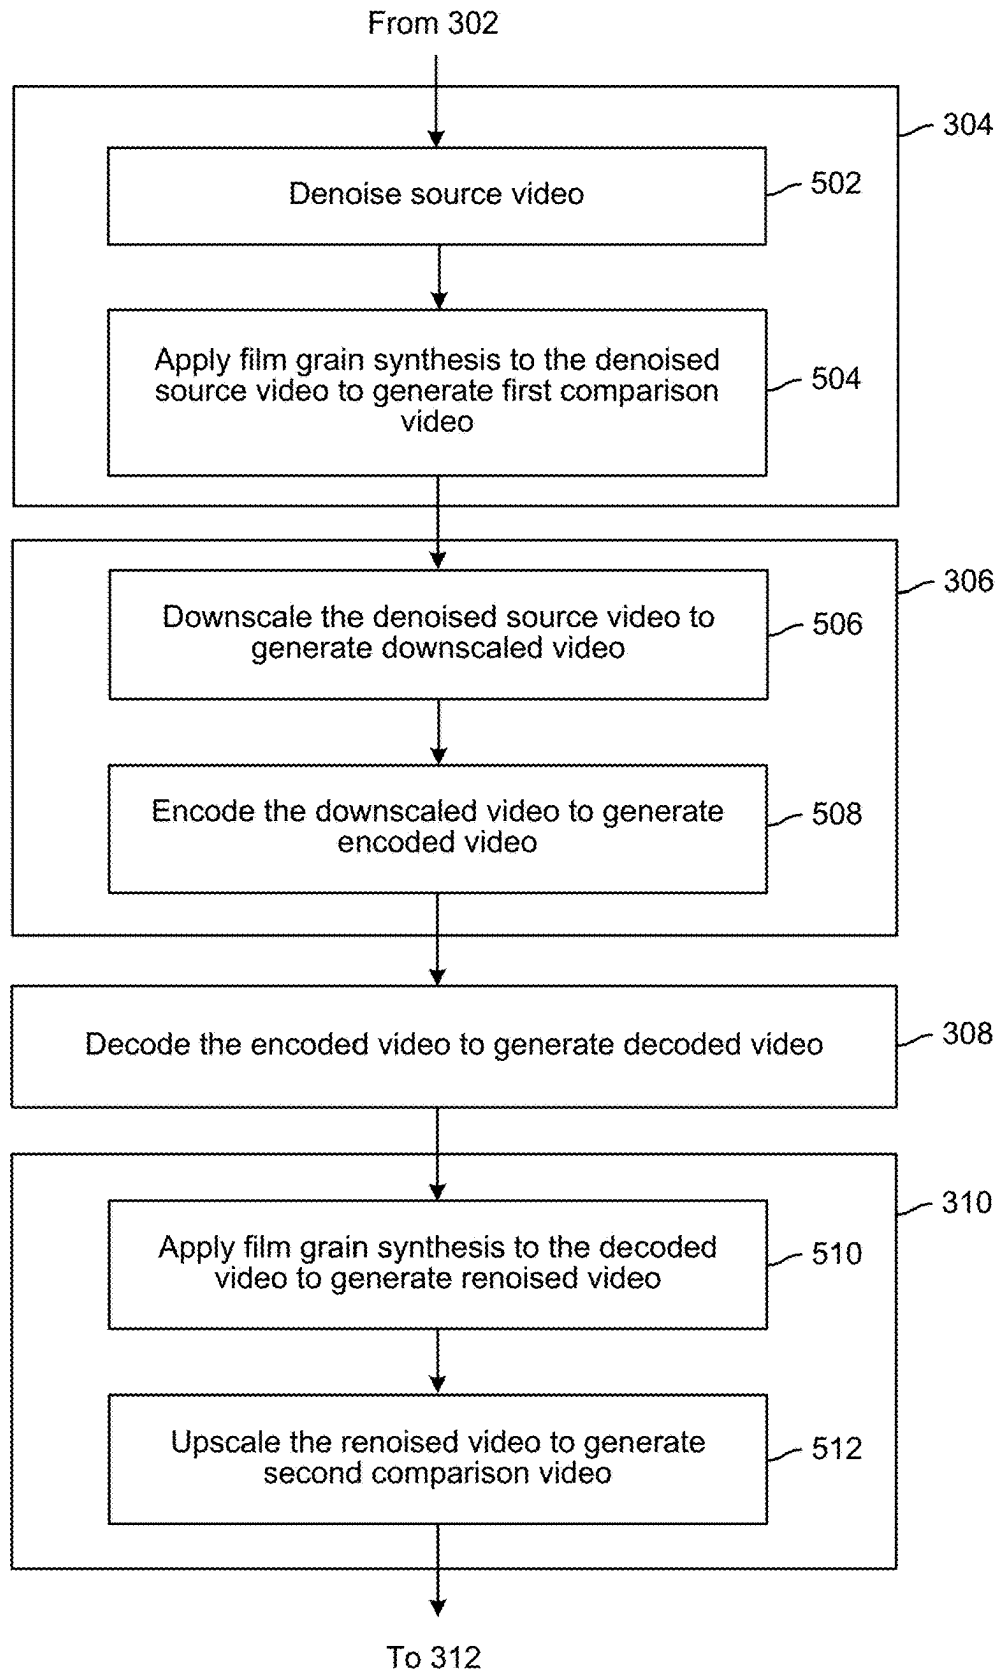 From 302
304
Denoise source video
502
Apply film grain synthesis to the denoised
source video to generate first comparison
video
504
306
Downscale the denoised source video to
generate downscaled video
506
Encode the downscaled video to generate
encoded video
508
Decode the encoded video to generate decoded video
308
310
Apply film grain synthesis to the decoded
video to generate renoised video
510
Upscale the renoised video to generate
second comparison video
512
To 312